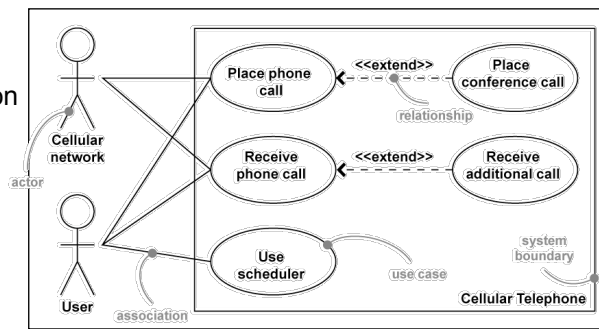 on
Place phone
call
<<extend>>
Place
conference call
relationship
Cellular
network
actor
Receive
phone call
<<extend>>
Receive
additional call
Use
scheduler
use case
system
boundary
User
association
Cellular Telephone